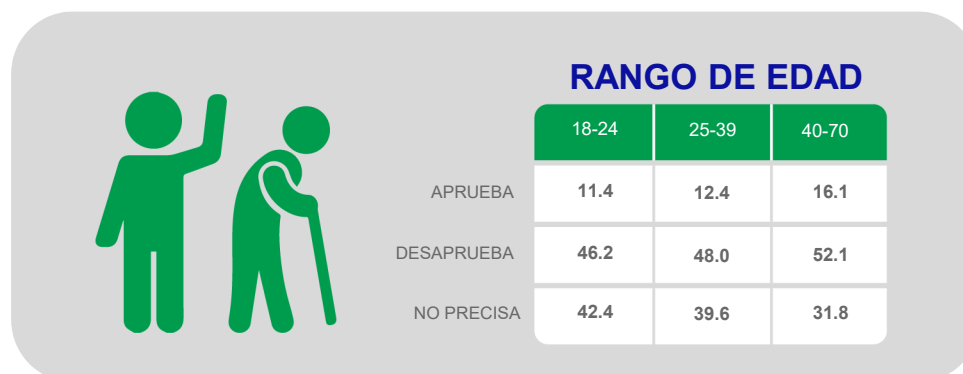 RANGO DE EDAD
18-24 25-39 40-70
APRUEBA 11.4 12.4 16.1
DESAPRUEBA 46.2 48.0 52.1
NO PRECISA 42.4 39.6 31.8